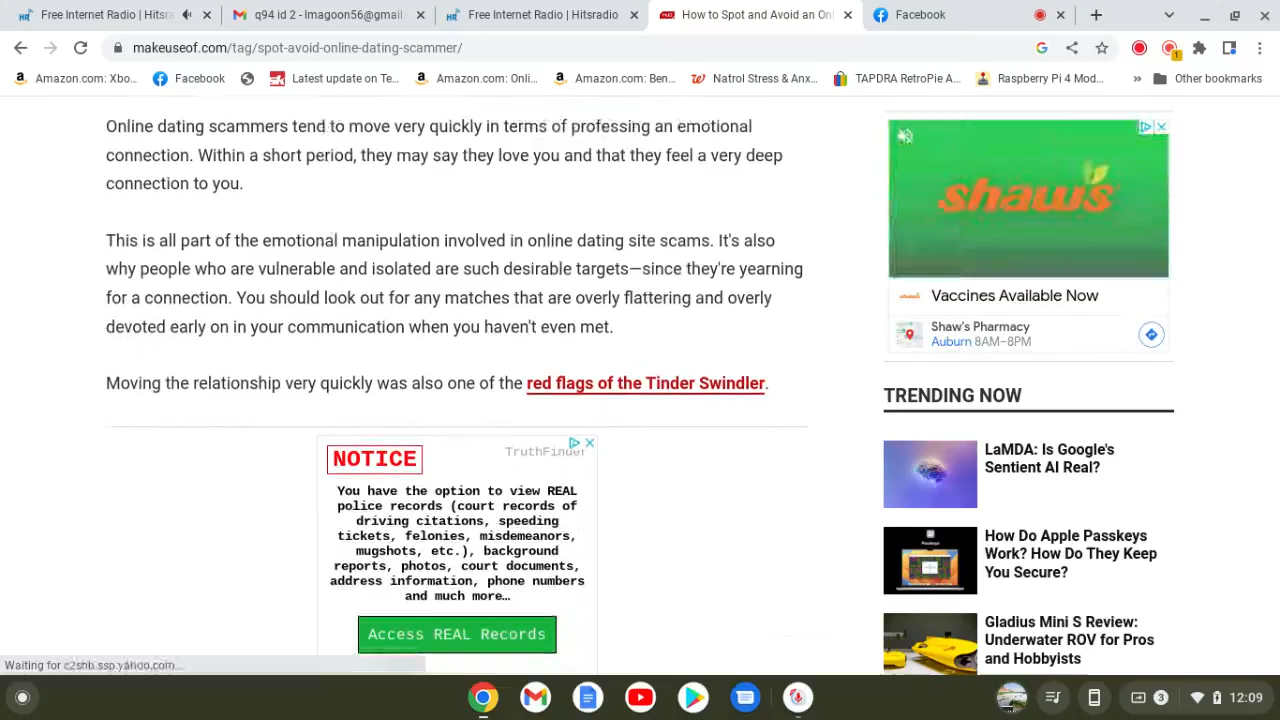 Free Internet Radio | Hitsra
q94 id 2 - Imagoon56@gmail
Free Internet Radio | Hitsradio
How to Spot and Avoid an Onl
Facebook
makeuseof.com/tag/spot-avoid-online-dating-scammer/
1
Amazon.com: Xbo...
Facebook
Latest update on Te...
Amazon.com: Onli...
Amazon.com: Ben...
Natrol Stress & Anx...
TAPDRA RetroPie A...
Raspberry Pi 4 Mod...
»
Other bookmarks
Online dating scammers tend to move very quickly in terms of professing an emotional
connection. Within a short period, they may say they love you and that they feel a very deep
connection to you.
This is all part of the emotional manipulation involved in online dating site scams. It's also
why people who are vulnerable and isolated are such desirable targets—since they're yearning
for a connection. You should look out for any matches that are overly flattering and overly
devoted early on in your communication when you haven't even met.
Moving the relationship very quickly was also one of the red flags of the Tinder Swindler.
NOTICE
TruthFinder
You have the option to view REAL
police records (court records of
driving citations, speeding
tickets, felonies, misdemeanors,
mugshots, etc.), background
reports, photos, court documents,
address information, phone numbers
and much more…
Access REAL Records
shaw's
Vaccines Available Now
Shaw's Pharmacy
Auburn 8AM–8PM
TRENDING NOW
LaMDA: Is Google's
Sentient AI Real?
How Do Apple Passkeys
Work? How Do They Keep
You Secure?
Gladius Mini S Review:
Underwater ROV for Pros
and Hobbyists
Waiting for c2shb.ssp.yahoo.com...
3
12:09